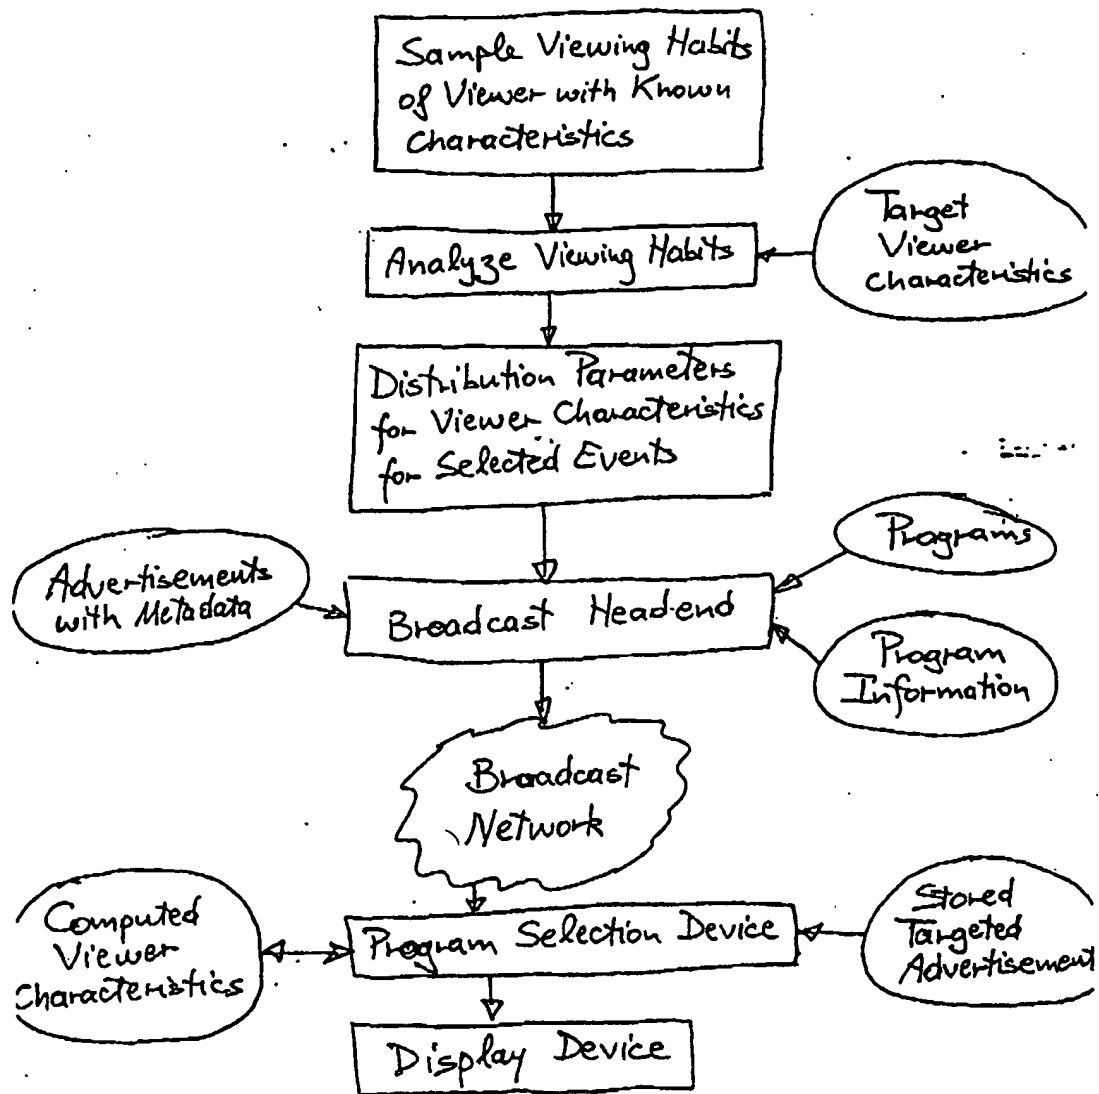 Sample Viewing Habits
of Viewer with Known
Characteristics
Analyze Viewing Habits
Target
Viewer
Characteristics
Distribution Parameters
for Viewer Characteristics
for Selected Events
Programs
Advertisements
with Metadata
Broadcast Head-end
Program
Information
Broadcast
Network
Computed
Viewer
Characteristics
Program Selection Device
Stored
Targeted
Advertisement
Display Device